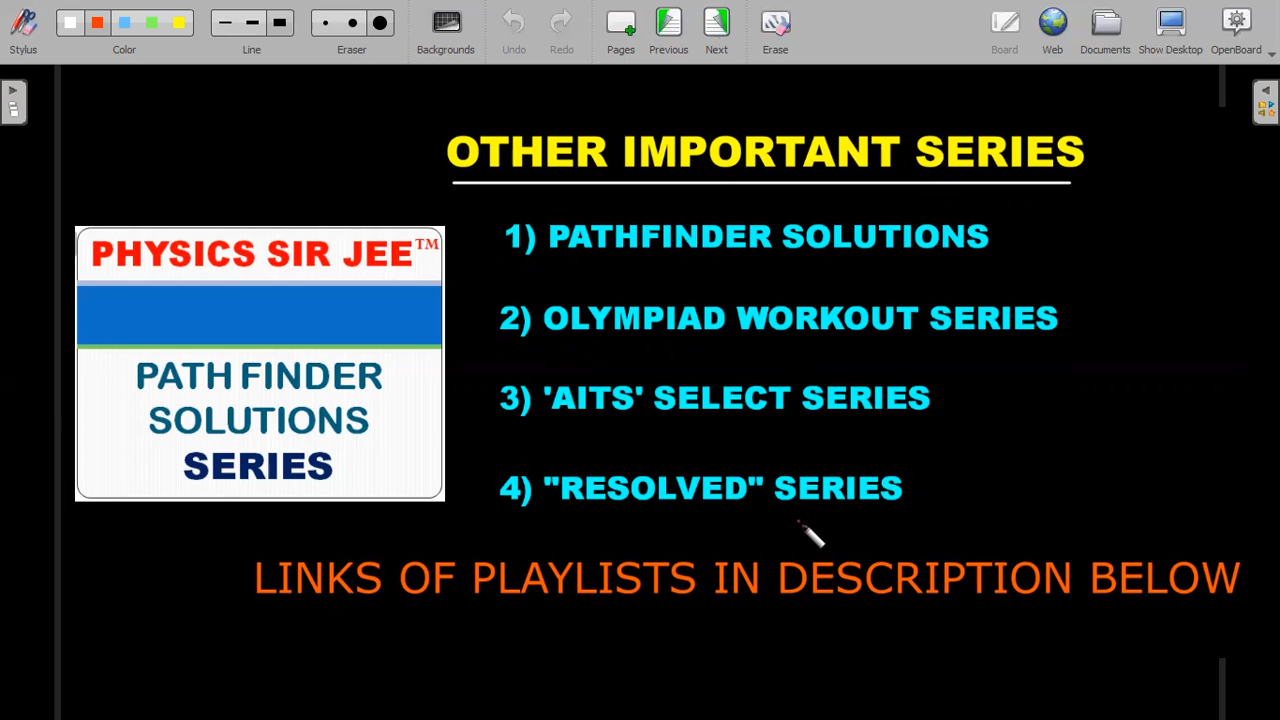 Stylus
Color
Line
Eraser
Backgrounds
Undo
Redo
Pages
Previous
Next
Erase
Board
Web
Documents
Show Desktop
OpenBoard
OTHER IMPORTANT SERIES
PHYSICS SIR JEE™
PATH FINDER
SOLUTIONS
SERIES
1) PATHFINDER SOLUTIONS
2) OLYMPIAD WORKOUT SERIES
3) 'AITS' SELECT SERIES
4) "RESOLVED" SERIES
LINKS OF PLAYLISTS IN DESCRIPTION BELOW